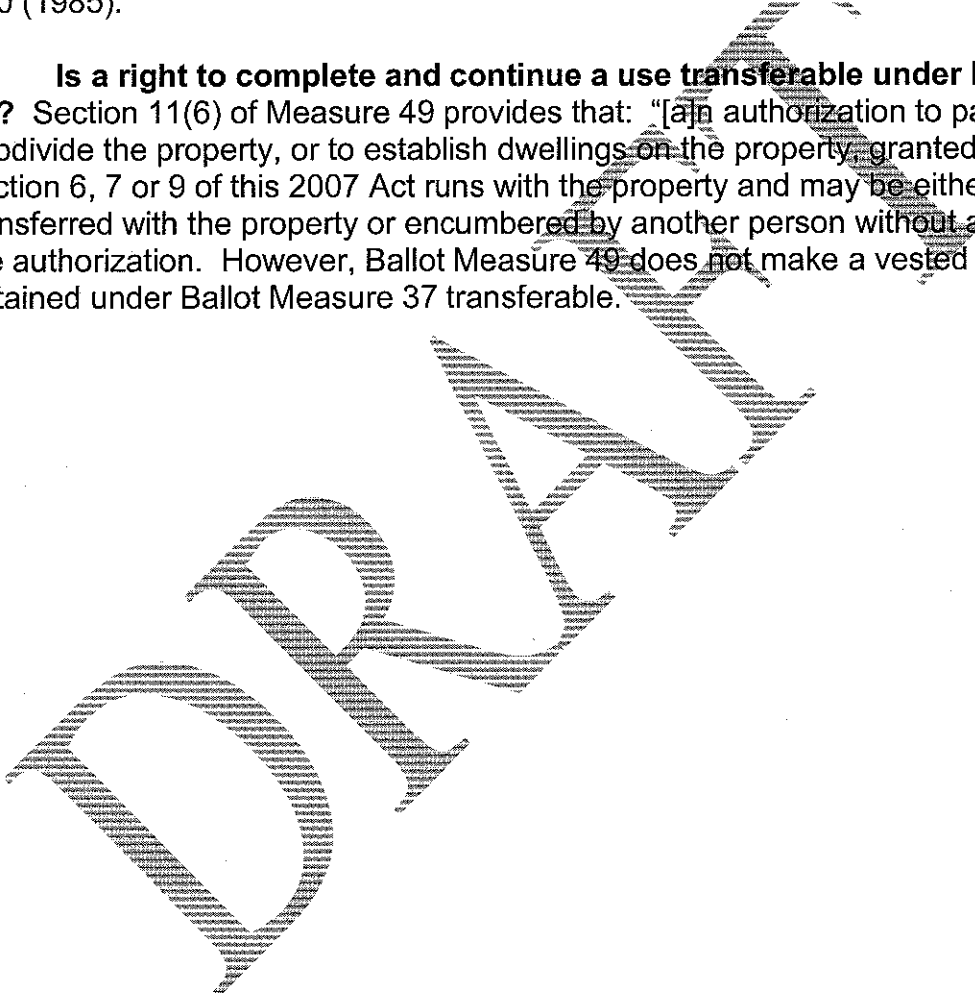 (1985).
Is a right to complete and continue a use transferable under
? Section 11(6) of Measure 49 provides that: “[a]n authorization to pa
bdivide the property, or to establish dwellings on the property, granted
ction 6, 7 or 9 of this 2007 Act runs with the property and may be eithe
nsferred with the property or encumbered by another person without a
e authorization. However, Ballot Measure 49 does not make a vested
tained under Ballot Measure 37 transferable.
DRAFT